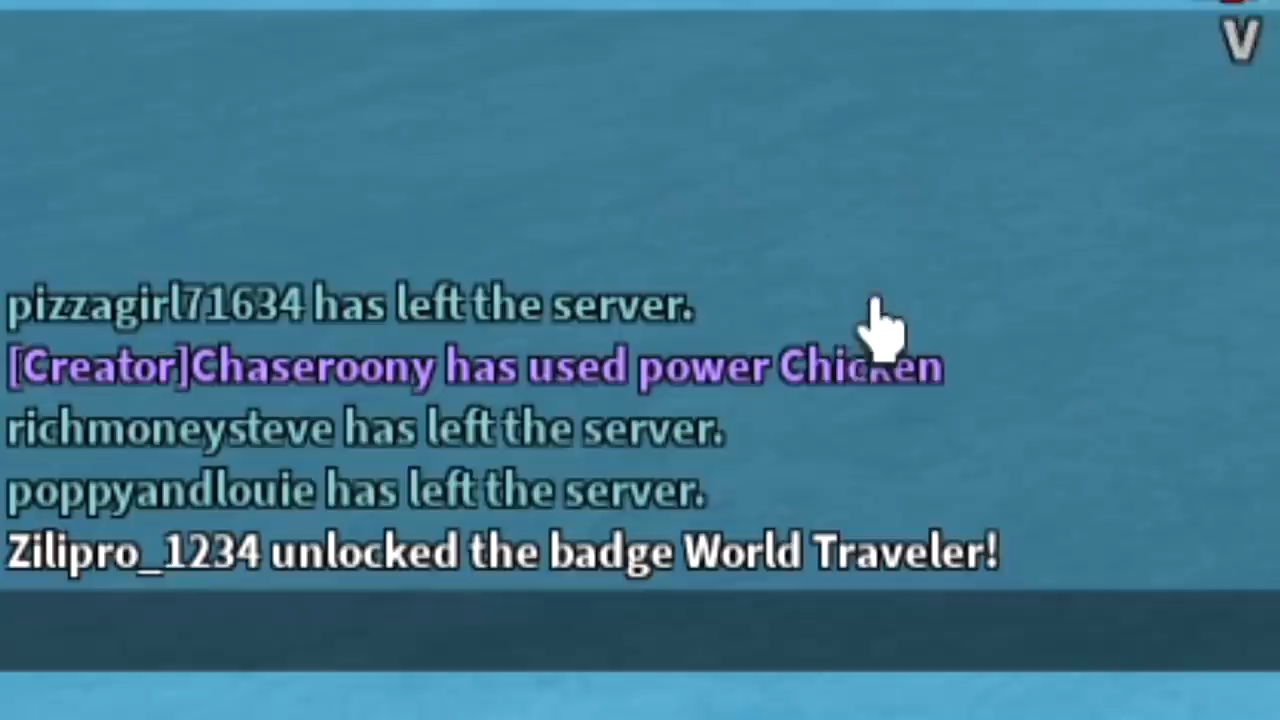 V
pizzagirl71634 has left the server.
[Creator]Chaseroony has used power Chicken
richmoneysteve has left the server.
poppyandlouie has left the server.
Zilipro_1234 unlocked the badge World Traveler!